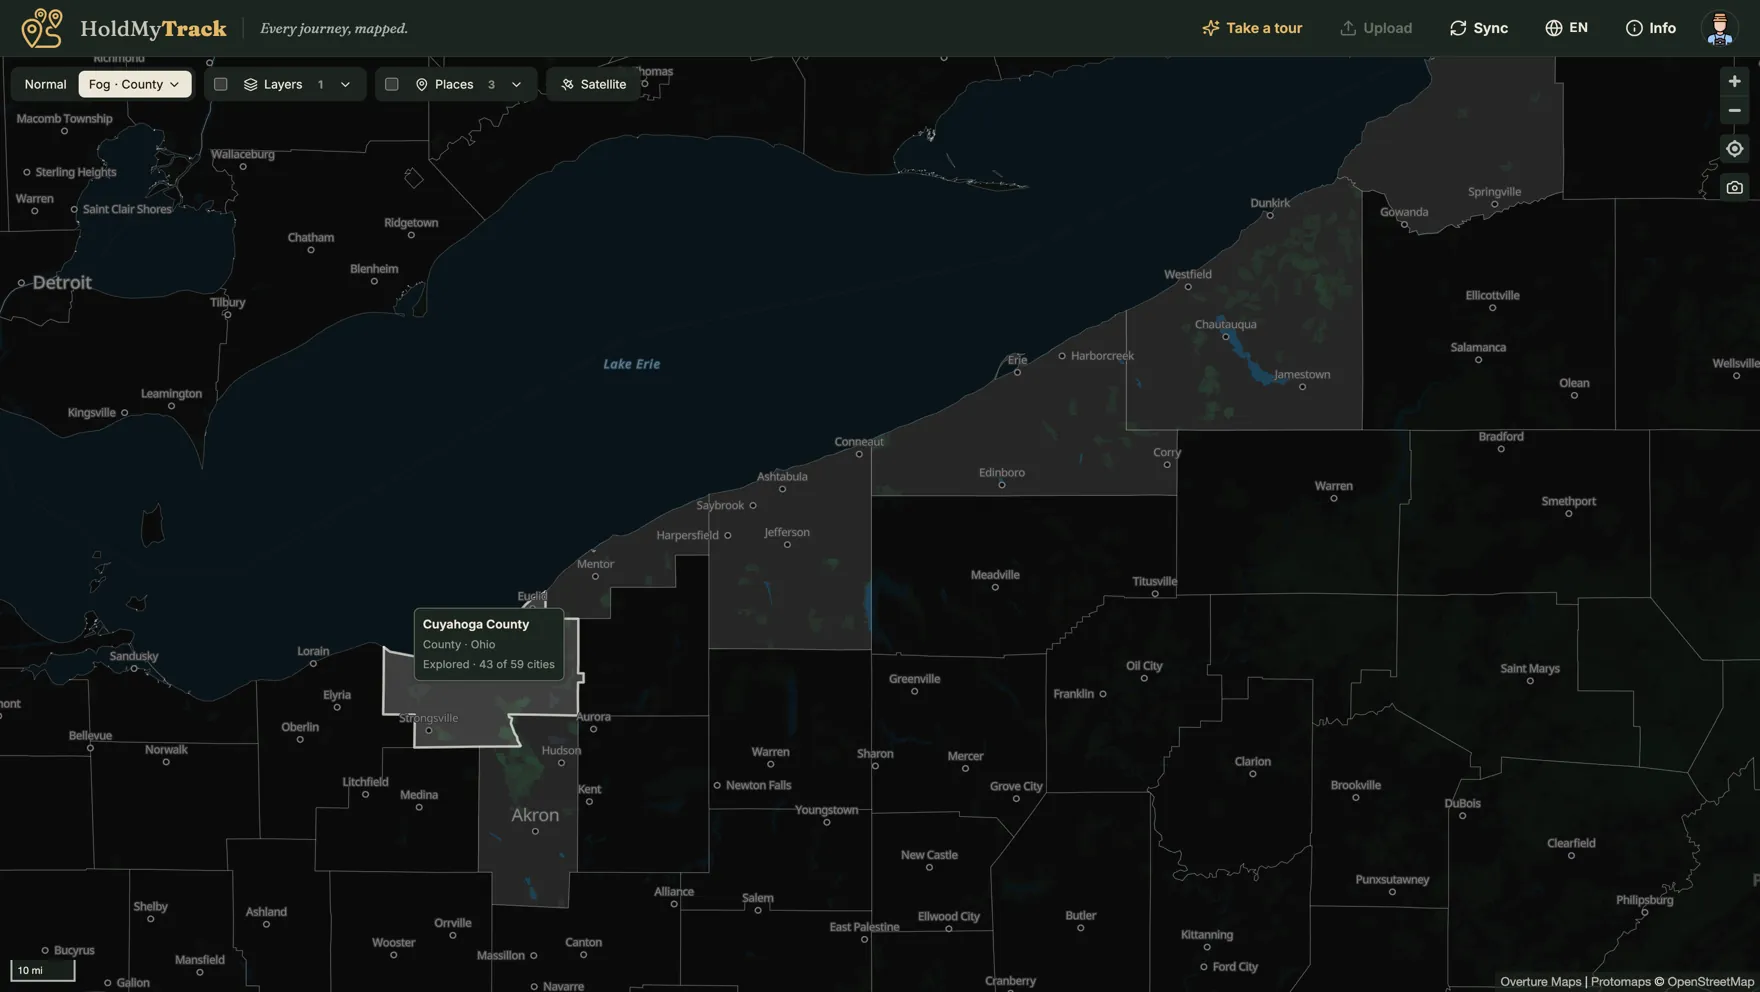 HoldMyTrack
Every journey, mapped.
Take a tour
Upload
Sync
EN
Info
Normal
Fog · County
Layers 1
Places 3
Satellite
Richmond
Macomb Township
Sterling Heights
Warren
Saint Clair Shores
Wallaceburg
Ridgetown
Chatham
Blenheim
Detroit
Tilbury
Leamington
Kingsville
Lake Erie
Springville
Gowanda
Dunkirk
Westfield
Chautauqua
Jamestown
Ellicottville
Salamanca
Olean
Wellsville
Erie
Harborcreek
Conneaut
Ashtabula
Saybrook
Harpersfield
Jefferson
Mentor
Euclid
Edinboro
Corry
Bradford
Warren
Smethport
Meadville
Titusville
Cuyahoga County
County · Ohio
Explored · 43 of 59 cities
Sandusky
Lorain
Elyria
Oberlin
Strongsville
Aurora
Hudson
Bellevue
Norwalk
Litchfield
Medina
Kent
Akron
Greenville
Oil City
Franklin
Saint Marys
Warren
Newton Falls
Youngstown
Sharon
Mercer
Grove City
Clarion
Brookville
DuBois
Clearfield
New Castle
Punxsutawney
Philipsburg
Shelby
Ashland
Alliance
Salem
Orrville
Wooster
Canton
Massillon
Navarre
East Palestine
Ellwood City
Butler
Kittanning
Ford City
Cranberry
Bucyrus
Mansfield
Galion
10 mi
Overture Maps | Protomaps © OpenStreetMap